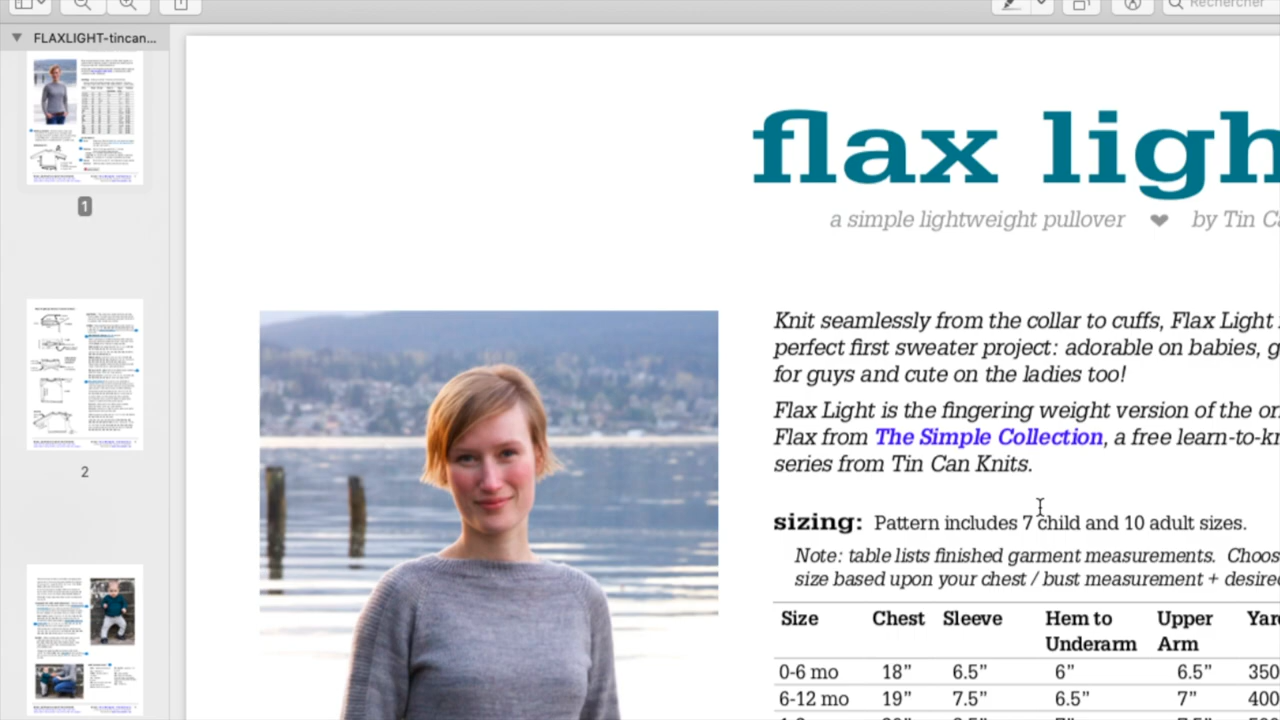 Rechercher
FLAXLIGHT-tincan...
1
2
flax ligh
a simple lightweight pullover ❤ by Tin Ca
Knit seamlessly from the collar to cuffs, Flax Light
perfect first sweater project: adorable on babies, g
for guys and cute on the ladies too!
Flax Light is the fingering weight version of the or
Flax from The Simple Collection, a free learn-to-kn
series from Tin Can Knits.
sizing: Pattern includes 7 child and 10 adult sizes.
Note: table lists finished garment measurements. Choos
size based upon your chest / bust measurement + desire
Size Chest Sleeve Hem to Underarm Upper Arm Yar
0-6 mo 18” 6.5” 6” 6.5” 350
6-12 mo 19” 7.5” 6.5” 7” 400